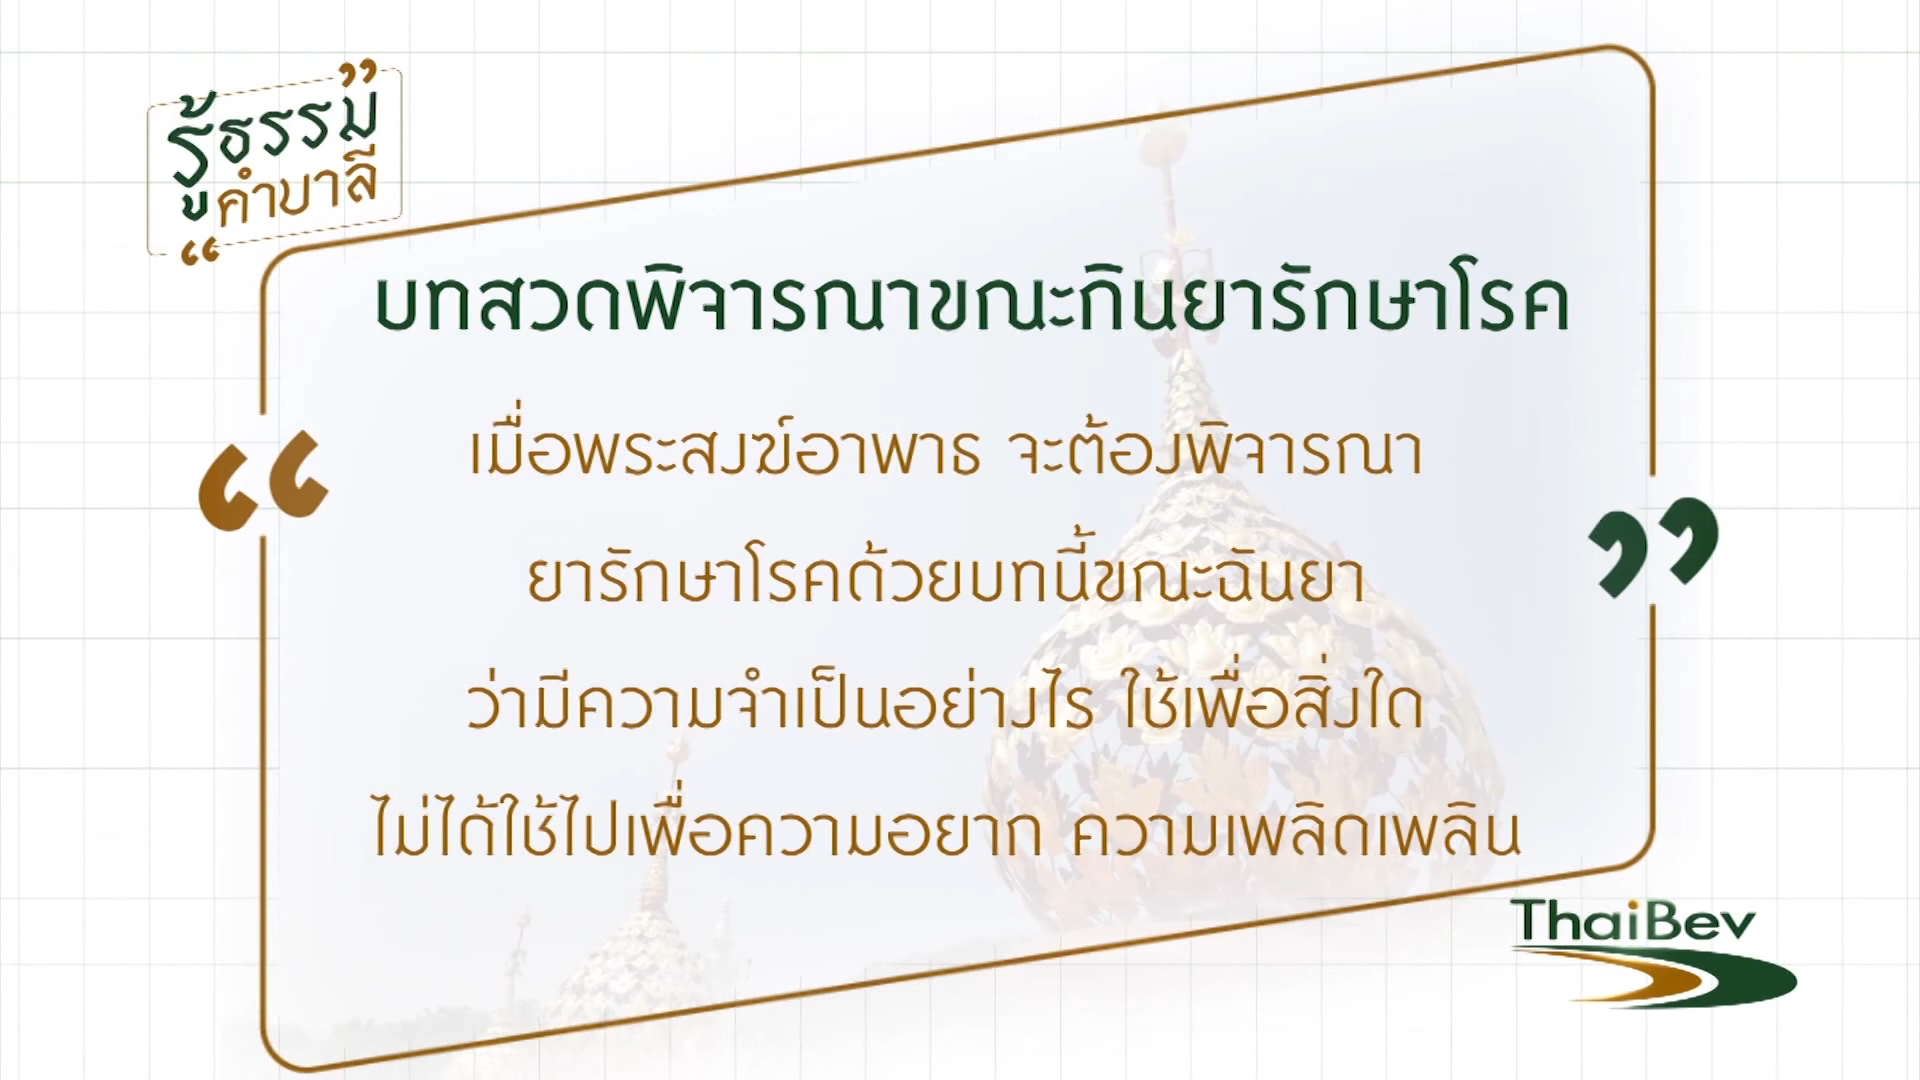 รู้ธรรม
คำบาลี
บทสวดพิจารณาขณะกินยารักษาโรค
เมื่อพระสงฆ์อาพาธ จะต้องพิจารณา
ยารักษาโรคด้วยบทนี้ขณะฉันยา
ว่ามีความจำเป็นอย่างไร ใช้เพื่อสิ่งใด
ไม่ได้ใช้ไปเพื่อความอยาก ความเพลิดเพลิน
ThaiBev